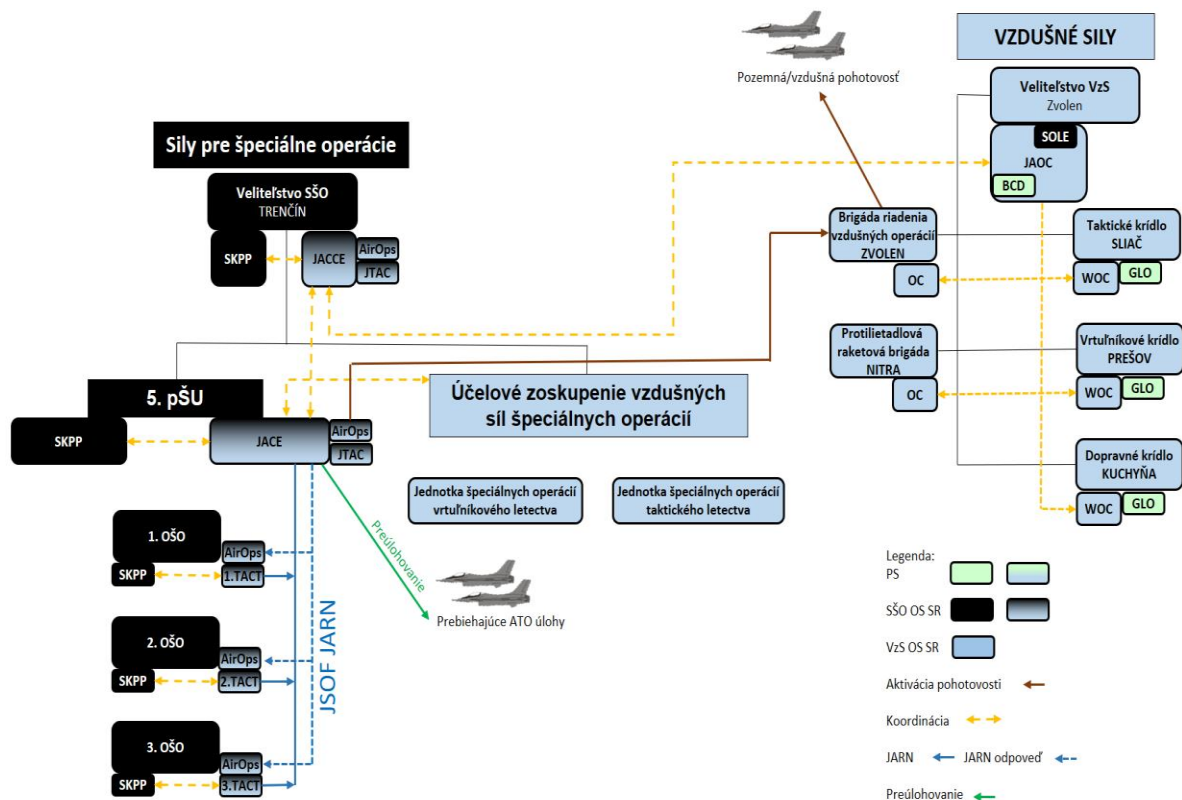 VZDUŠNÉ SILY
Pozemná/vzdušná pohotovosť
Veliteľstvo VzS
Zvolen
SOLE
JAOC
BCD
Sily pre špeciálne operácie
Veliteľstvo SŠO
TRENČÍN
SKPP
JACCE
AirOps
JTAC
Brigáda riadenia
vzdušných operácií
ZVOLEN
OC
Taktické krídlo
SLIAČ
WOC
GLO
Protilietadlová
raketová brigáda
NITRA
OC
Vrtuľníkové krídlo
PREŠOV
WOC
GLO
5. pŠU
SKPP
JACE
AirOps
JTAC
Účelové zoskupenie vzdušných
síl špeciálnych operácií
Dopravné krídlo
KUCHYŇA
WOC
GLO
Jednotka špeciálnych operácií
vrtuľníkového letectva
Jednotka špeciálnych operácií
taktického letectva
Preúlohovanie
Prebiehajúce ATO úlohy
1. OŠO
AirOps
SKPP
1.TACT
2. OŠO
AirOps
SKPP
2.TACT
3. OŠO
AirOps
SKPP
3.TACT
JSOF JARN
Legenda:
PS
SŠO OS SR
VzS OS SR
Aktivácia pohotovosti
Koordinácia
JARN
JARN odpoveď
Preúlohovanie